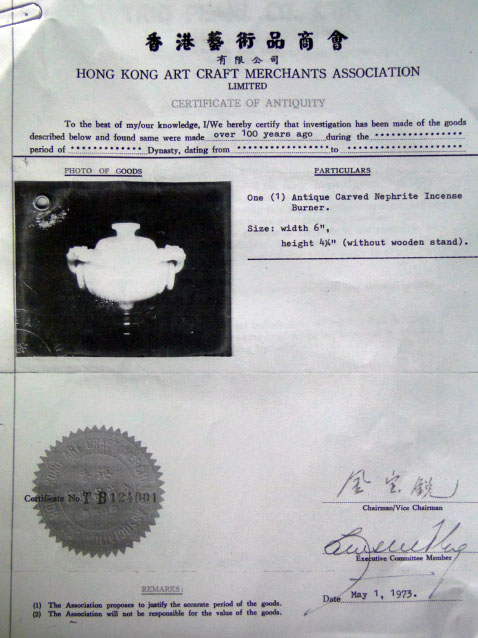 香港藝術品商會
有限公司
HONG KONG ART CRAFT MERCHANTS ASSOCIATION
LIMITED
CERTIFICATE OF ANTIQUITY
To the best of my/our knowledge, I/We hereby certify that investigation has been made of the goods
described below and found same were made over 100 years ago during the
period of Dynasty, dating from to
PHOTO OF GOODS
PARTICULARS
One (1) Antique Carved Nephrite Incense
Burner.
Size: width 6",
height 4¼" (without wooden stand).
Certificate No. TB124001
金宝銳
Chairman/Vice Chairman
Executive Committee Member
Date May 1, 1973.
REMARKS:
(1) The Association proposes to justify the accurate period of the goods.
(2) The Association will not be responsible for the value of the goods.